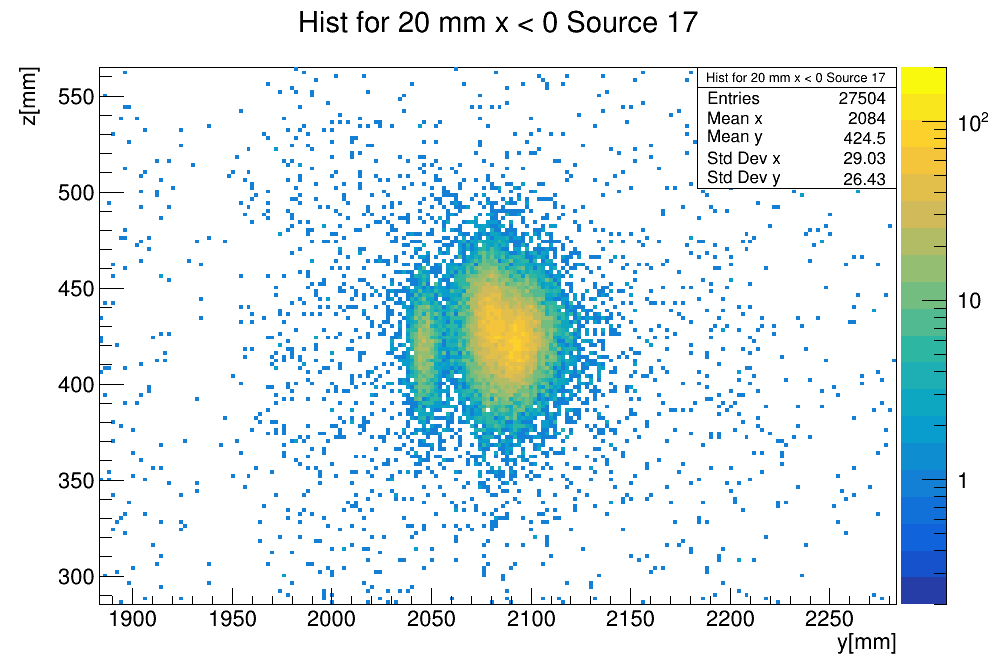 Hist for 20 mm x < 0 Source 17
z[mm]
Hist for 20 mm x < 0 Source 17
Entries 27504
Mean x 2084
Mean y 424.5
Std Dev x 29.03
Std Dev y 26.43
550
500
450
400
350
300
10²
10
1
1900 1950 2000 2050 2100 2150 2200 2250
y[mm]